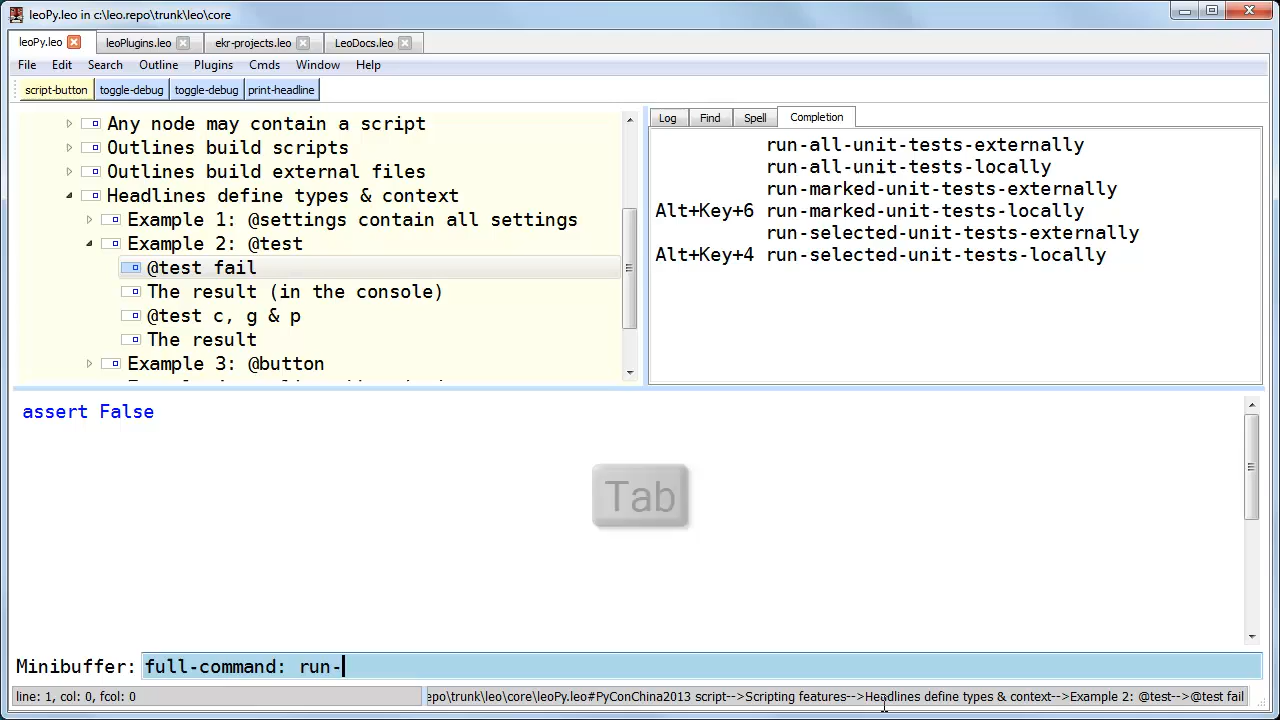 leoPy.leo in c:\leo.repo\trunk\leo\core
leoPy.leo leoPlugins.leo ekr-projects.leo LeoDocs.leo
File Edit Search Outline Plugins Cmds Window Help
script-button toggle-debug toggle-debug print-headline
Any node may contain a script
Outlines build scripts
Outlines build external files
Headlines define types & context
Example 1: @settings contain all settings
Example 2: @test
@test fail
The result (in the console)
@test c, g & p
The result
Example 3: @button
Log Find Spell Completion
run-all-unit-tests-externally
run-all-unit-tests-locally
run-marked-unit-tests-externally
Alt+Key+6 run-marked-unit-tests-locally
run-selected-unit-tests-externally
Alt+Key+4 run-selected-unit-tests-locally
assert False
Tab
Minibuffer: full-command: run-
line: 1, col: 0, fcol: 0
epo\trunk\leo\core\leoPy.leo#PyConChina2013 script-->Scripting features-->Headlines define types & context-->Example 2: @test-->@test fail